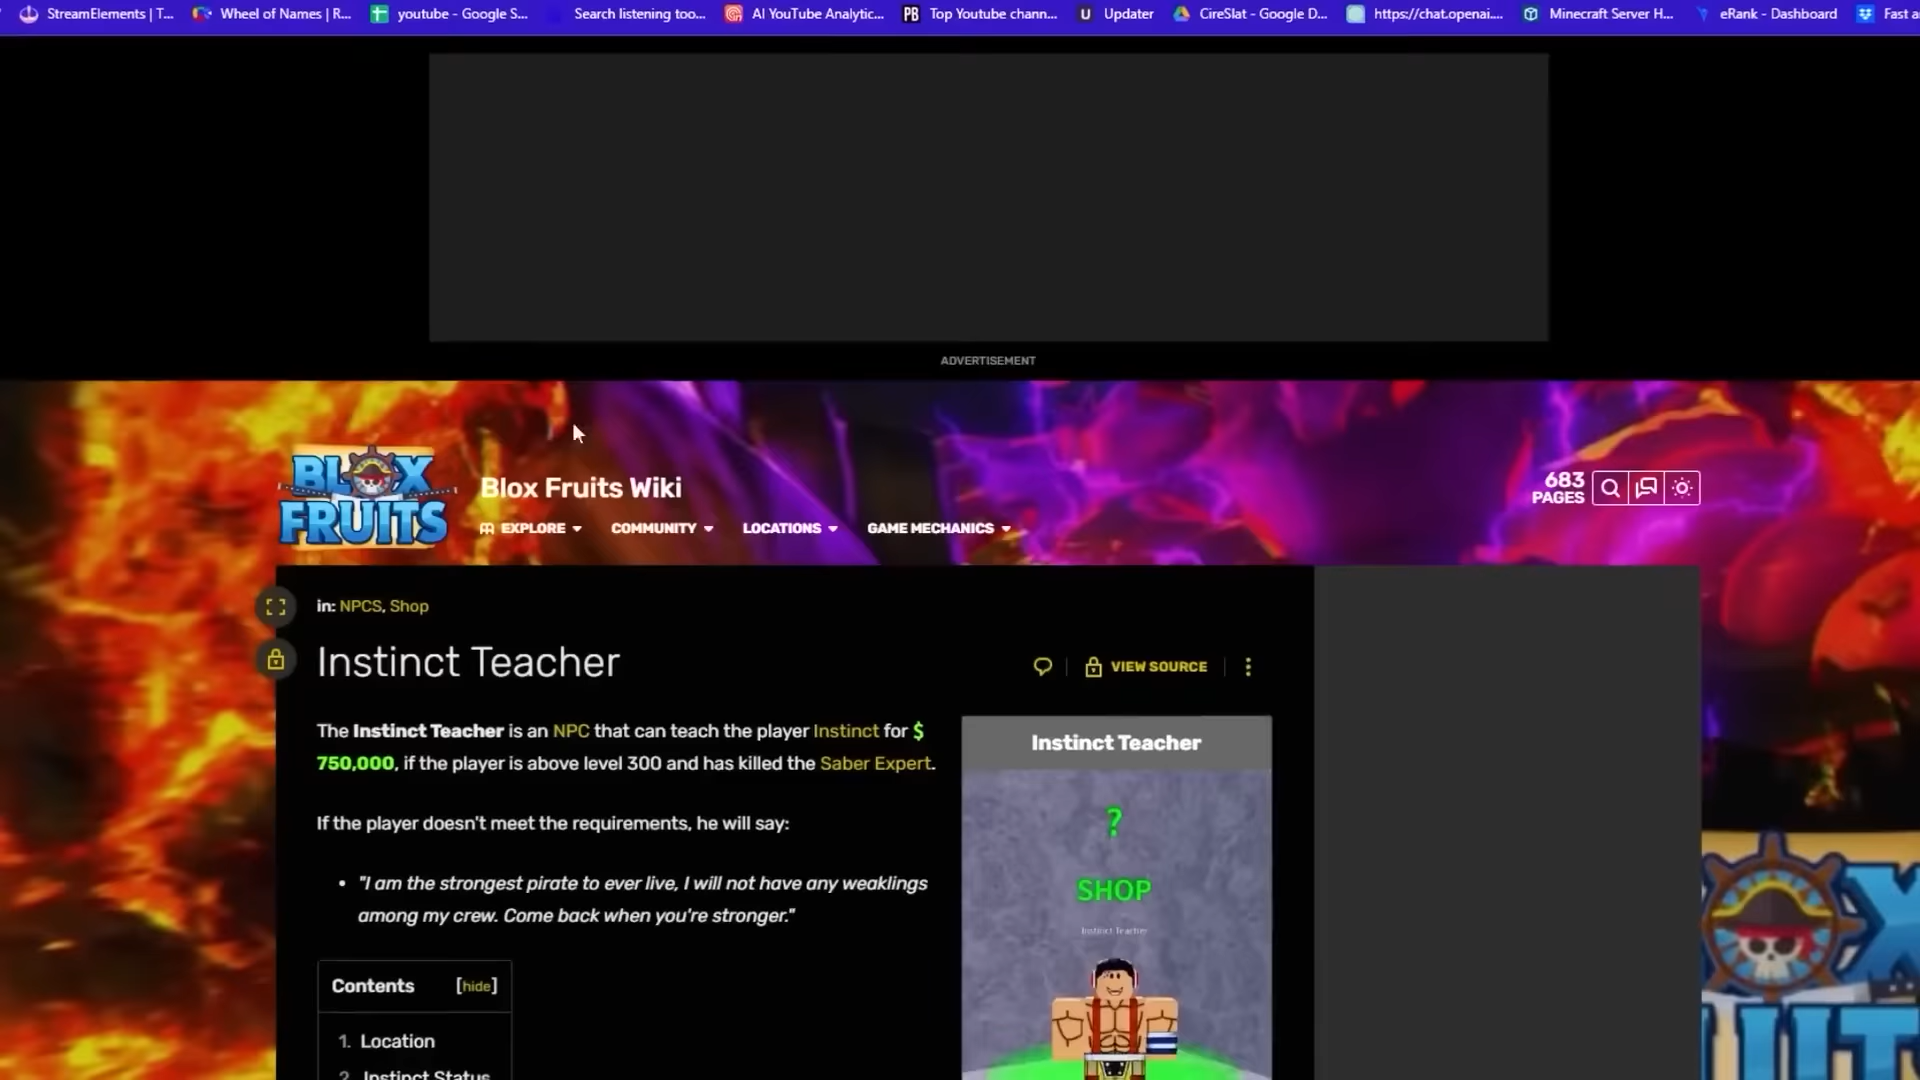 StreamElements | T...
Wheel of Names | R...
youtube - Google S...
Search listening too...
AI YouTube Analytic...
PB
Top Youtube chann...
U
Updater
CireSlat - Google D...
https://chat.openai....
Minecraft Server H...
eRank - Dashboard
Fast a
ADVERTISEMENT
BLOX
FRUITS
Blox Fruits Wiki
683
PAGES
EXPLORE
COMMUNITY
LOCATIONS
GAME MECHANICS
in: NPCS, Shop
Instinct Teacher
VIEW SOURCE
The Instinct Teacher is an NPC that can teach the player Instinct for $
750,000, if the player is above level 300 and has killed the Saber Expert.
If the player doesn't meet the requirements, he will say:
• "I am the strongest pirate to ever live, I will not have any weaklings
among my crew. Come back when you're stronger."
Instinct Teacher
?
SHOP
Instinct Teacher
Contents [hide]
1. Location
2. Instinct Status